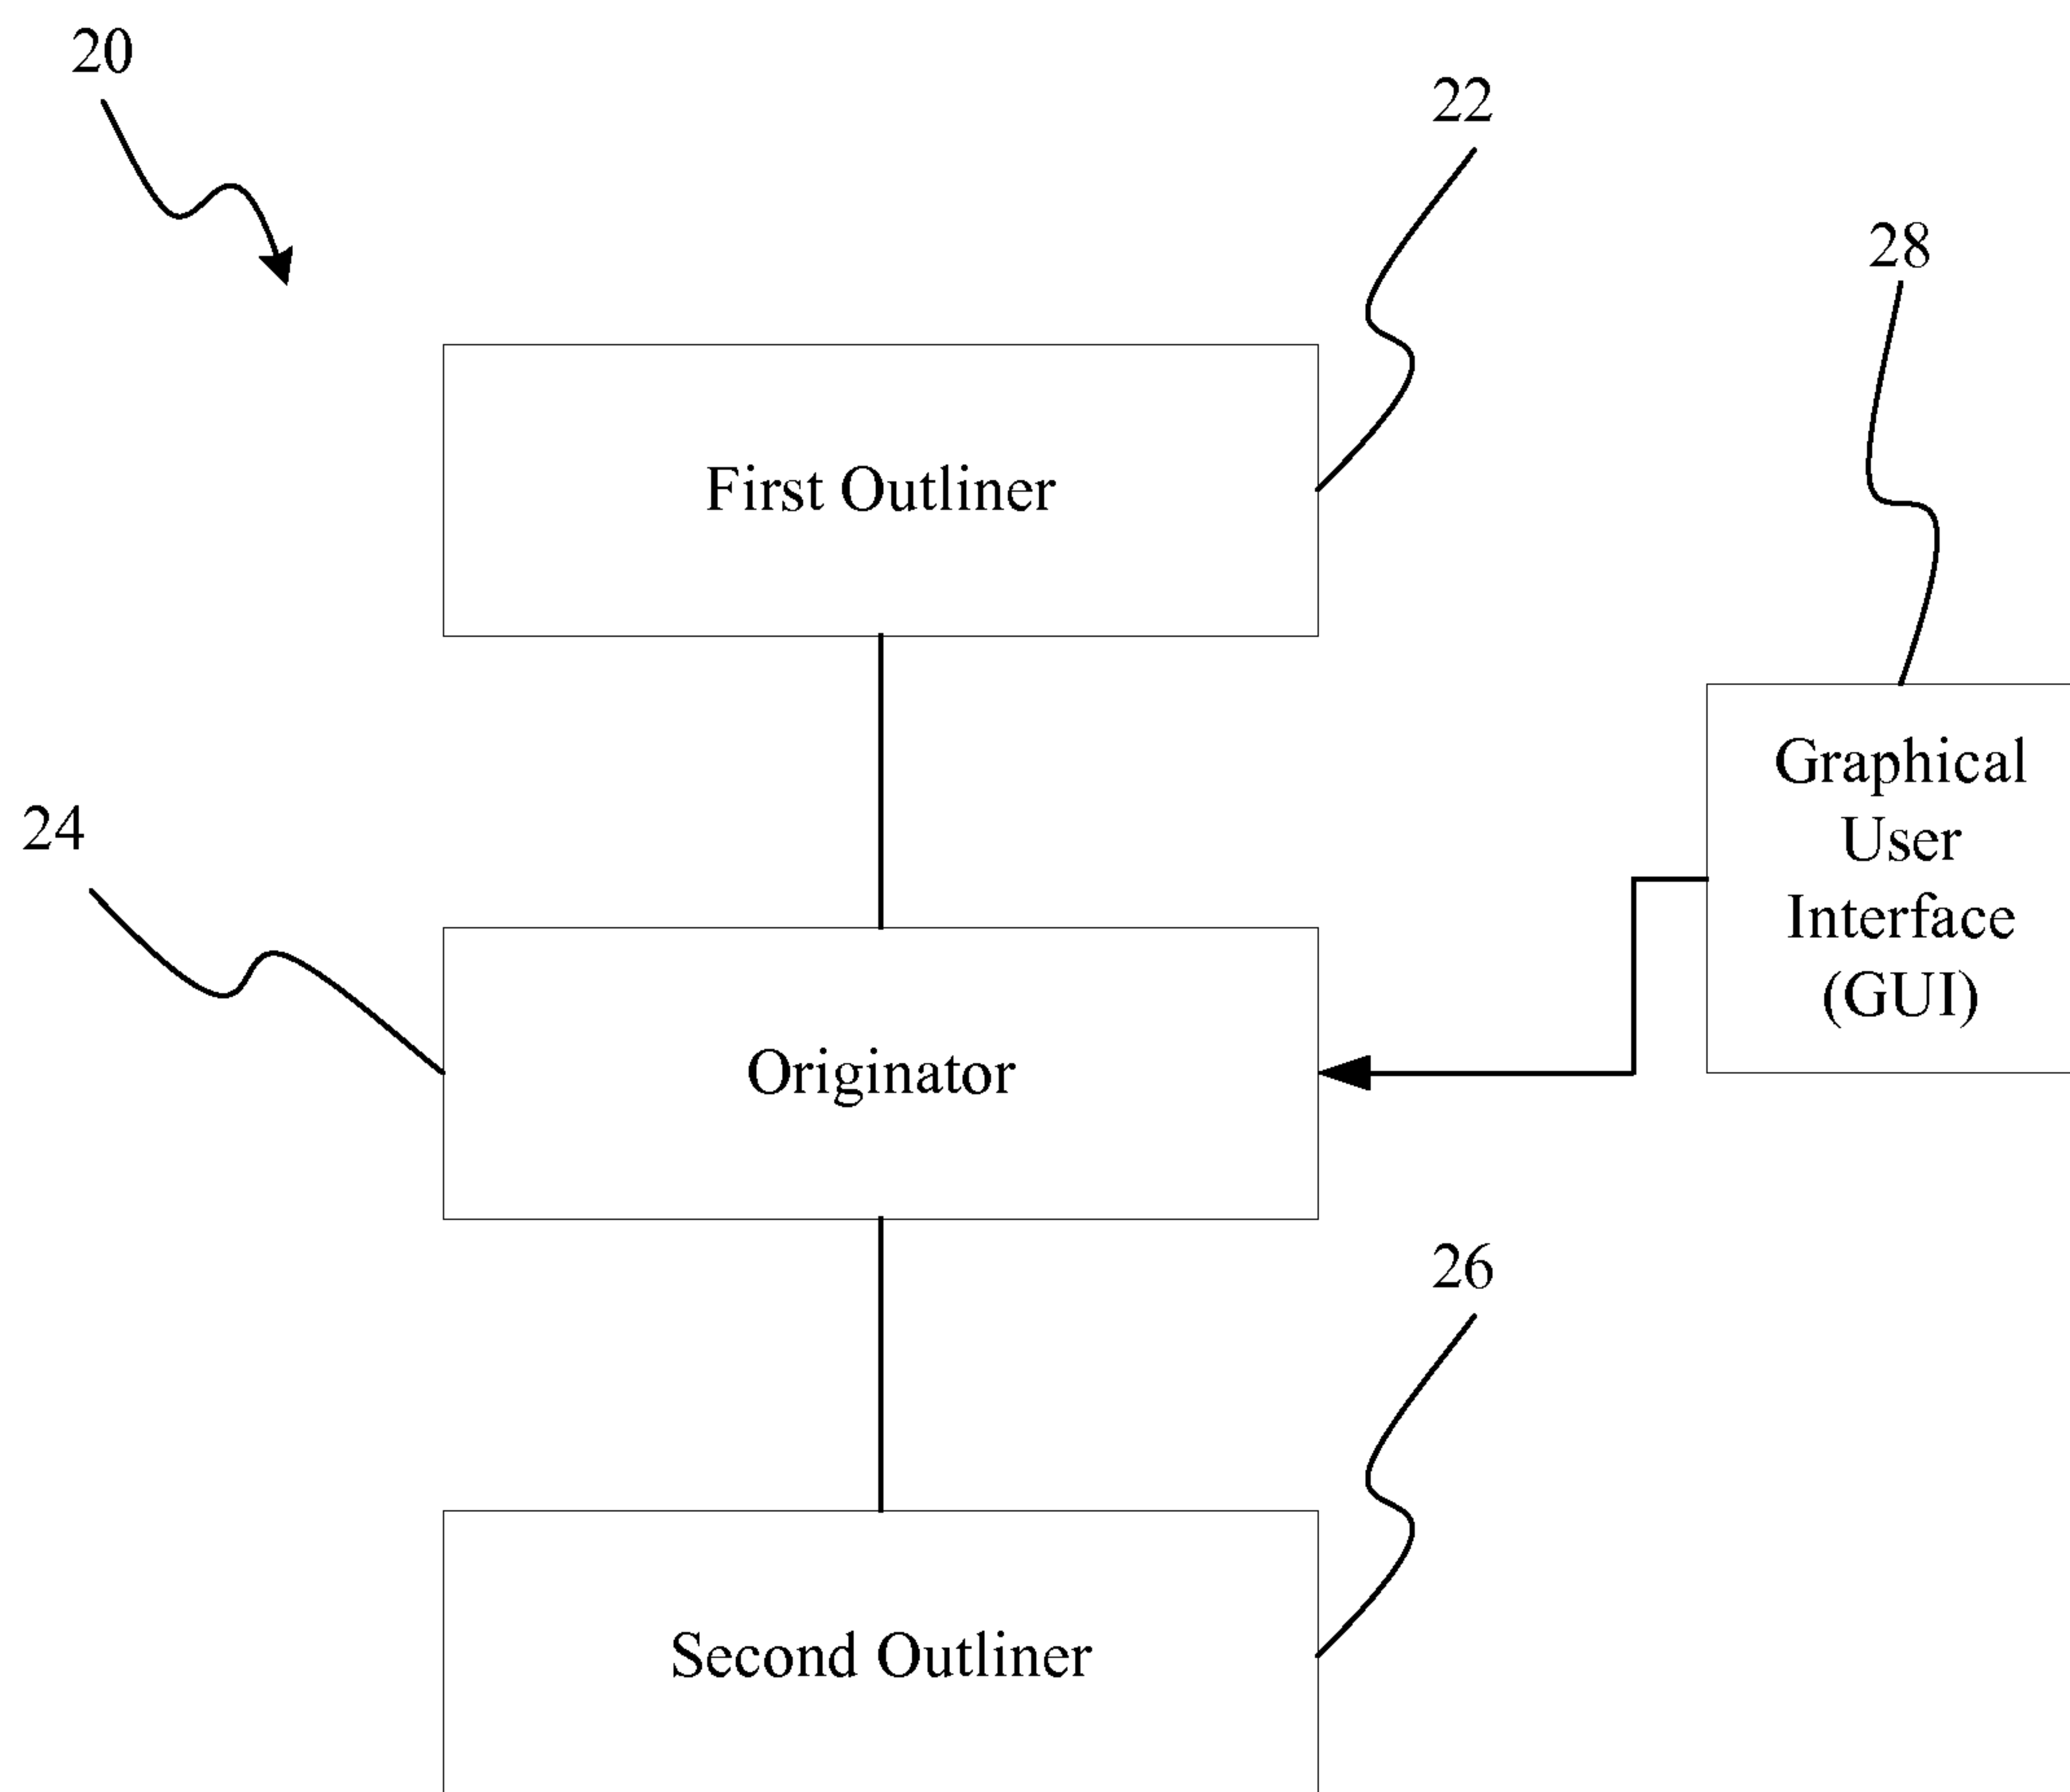 20
22
28
First Outliner
Graphical
User
Interface
(GUI)
24
Originator
26
Second Outliner